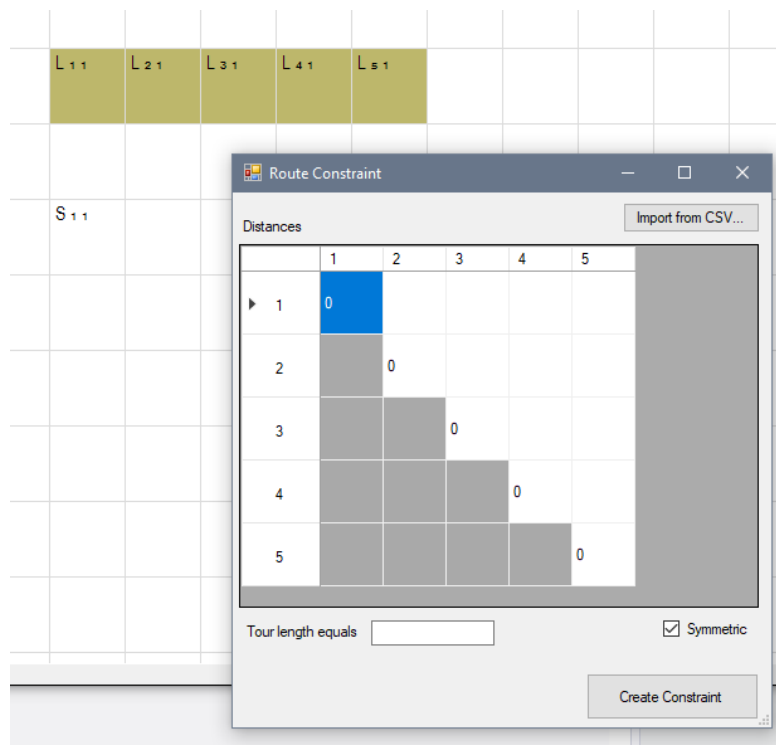 L₁₁ L₂₁ L₃₁ L₄₁ L₅₁
S₁₁
Route Constraint
Import from CSV...
Distances
1 2 3 4 5
1 0
2 0
3 0
4 0
5 0
Tour length equals
Symmetric
Create Constraint